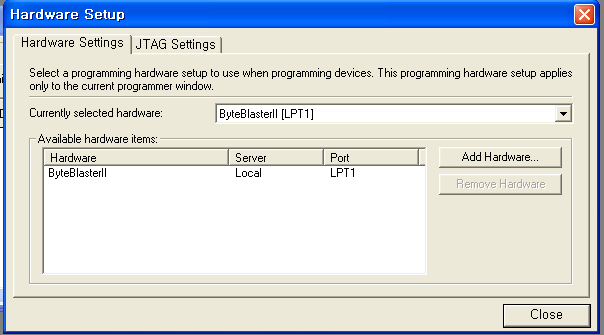 Hardware Setup
Hardware Settings
JTAG Settings
Select a programming hardware setup to use when programming devices. This programming hardware setup applies
only to the current programmer window.
Currently selected hardware:
ByteBlasterII [LPT1]
Available hardware items:
Hardware Server Port
ByteBlasterII Local LPT1
Add Hardware...
Remove Hardware
Close